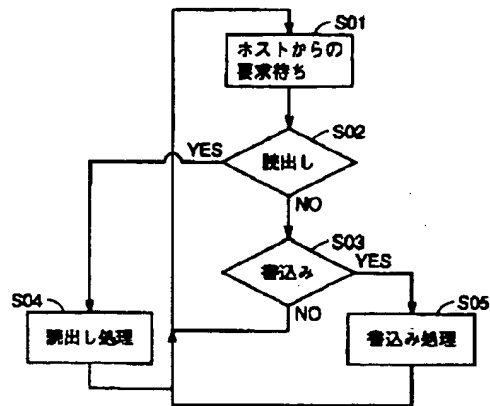 S01
ホストからの
要求待ち
S02
YES
読出し
NO
S03
書込み
YES
NO
S04
読出し処理
S05
書込み処理